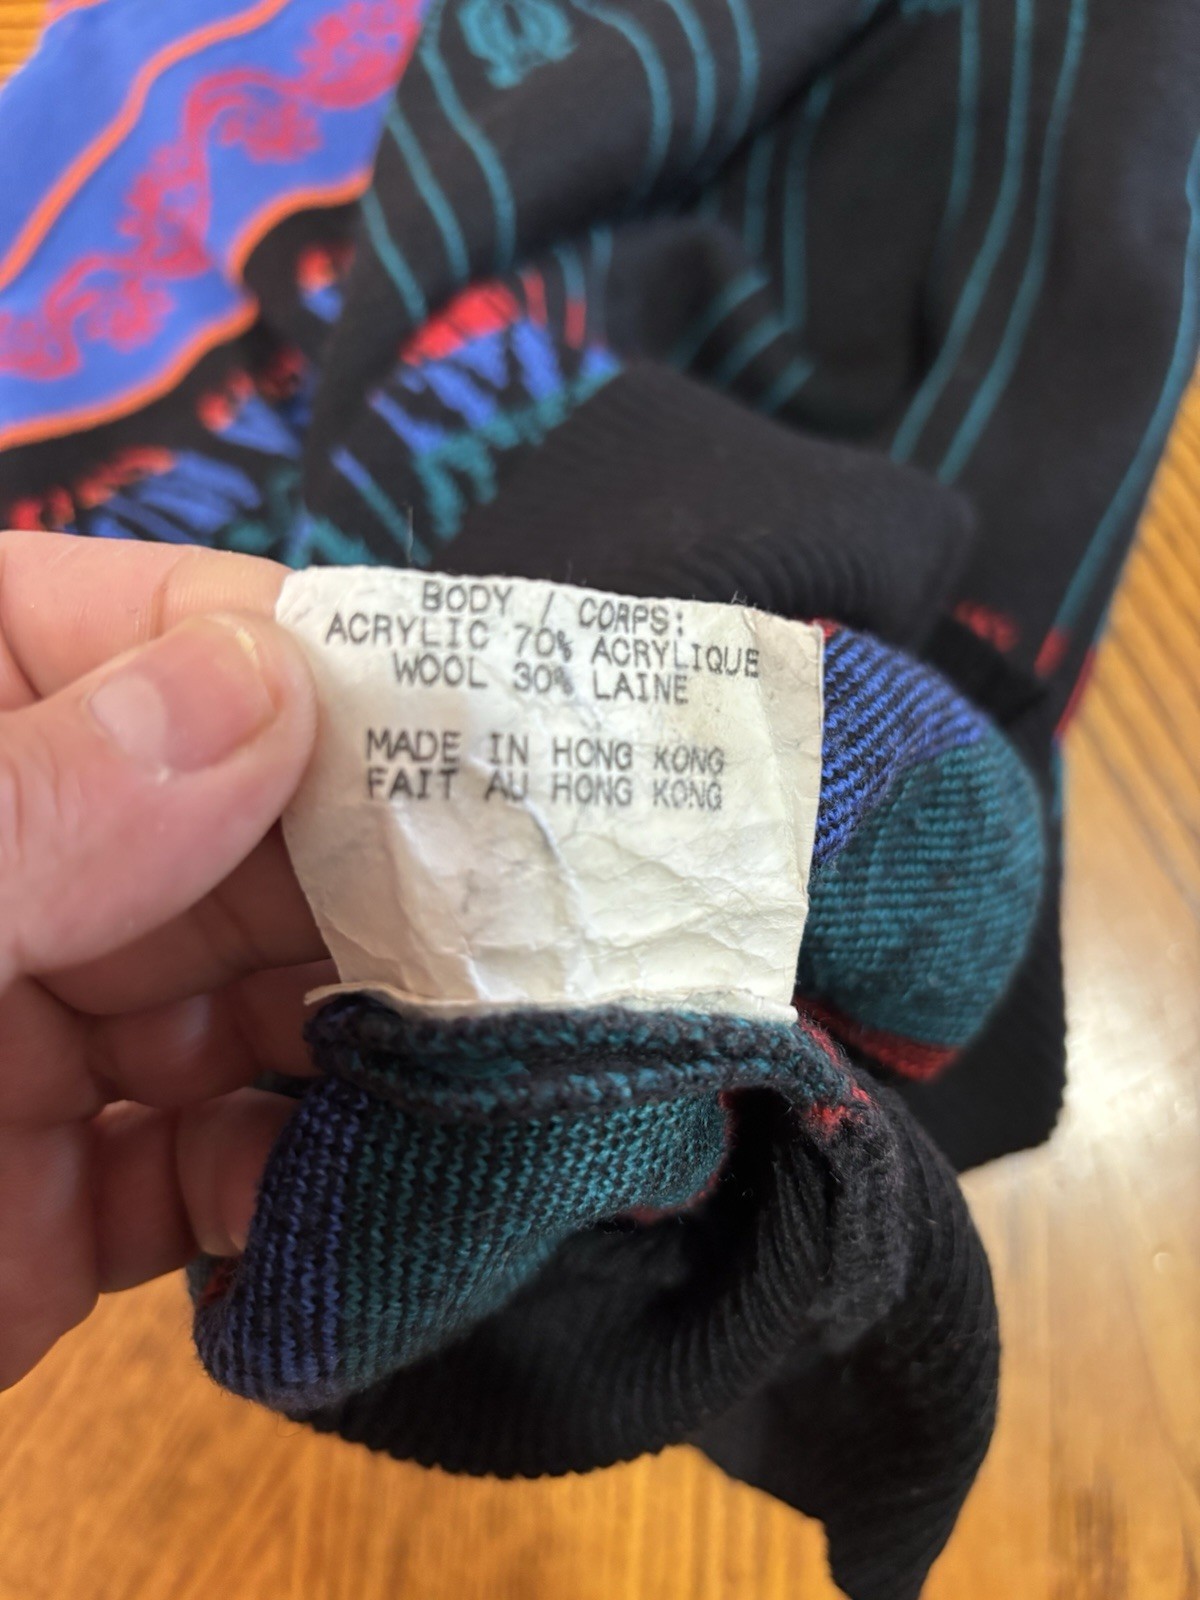 BODY / CORPS:
ACRYLIC 70% ACRYLIQUE
WOOL 30% LAINE
MADE IN HONG KONG
FAIT AU HONG KONG